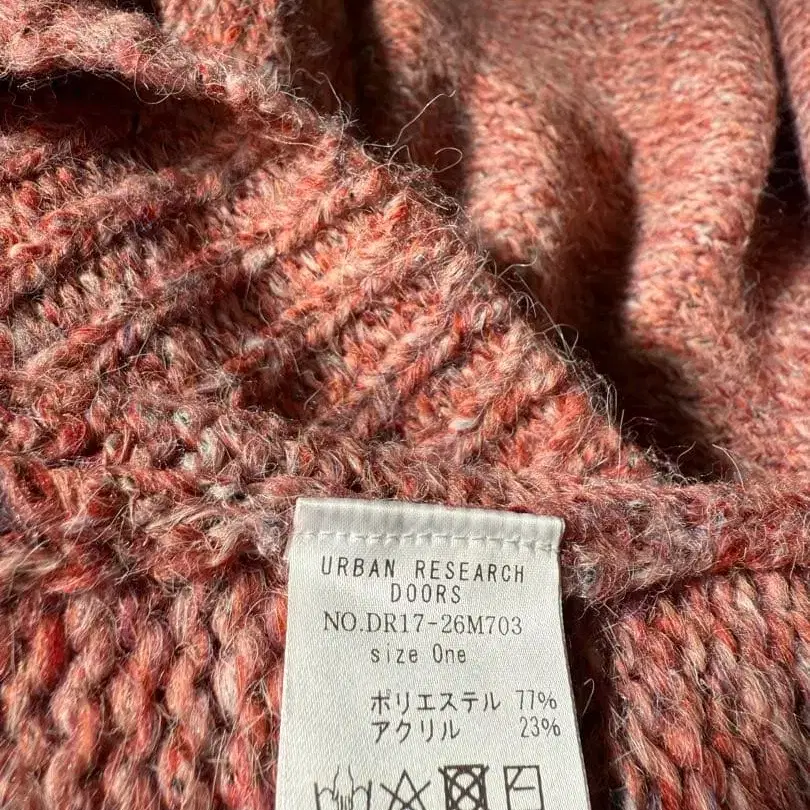 URBAN RESEARCH
DOORS
NO.DR17-26M703
size One
ポリエステル 77%
アクリル 23%